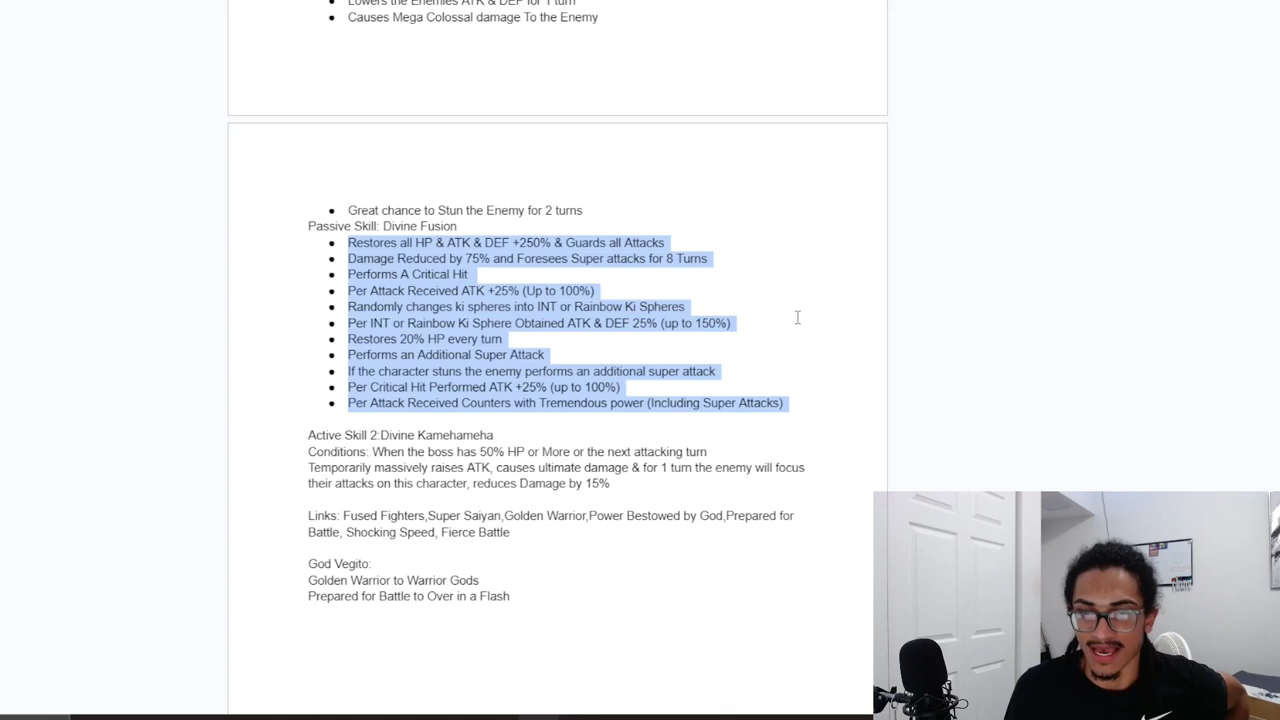 Lowers the Enemies ATK & DEF for 1 turn
Causes Mega Colossal damage To the Enemy
Great chance to Stun the Enemy for 2 turns
Passive Skill: Divine Fusion
Restores all HP & ATK & DEF +250% & Guards all Attacks
Damage Reduced by 75% and Foresees Super attacks for 8 Turns
Performs A Critical Hit
Per Attack Received ATK +25% (Up to 100%)
Randomly changes ki spheres into INT or Rainbow Ki Spheres
Per INT or Rainbow Ki Sphere Obtained ATK & DEF 25% (up to 150%)
Restores 20% HP every turn
Performs an Additional Super Attack
If the character stuns the enemy performs an additional super attack
Per Critical Hit Performed ATK +25% (up to 100%)
Per Attack Received Counters with Tremendous power (Including Super Attacks)
Active Skill 2:Divine Kamehameha
Conditions: When the boss has 50% HP or More or the next attacking turn
Temporarily massively raises ATK, causes ultimate damage & for 1 turn the enemy will focus
their attacks on this character, reduces Damage by 15%
Links: Fused Fighters,Super Saiyan,Golden Warrior,Power Bestowed by God,Prepared for
Battle, Shocking Speed, Fierce Battle
God Vegito:
Golden Warrior to Warrior Gods
Prepared for Battle to Over in a Flash